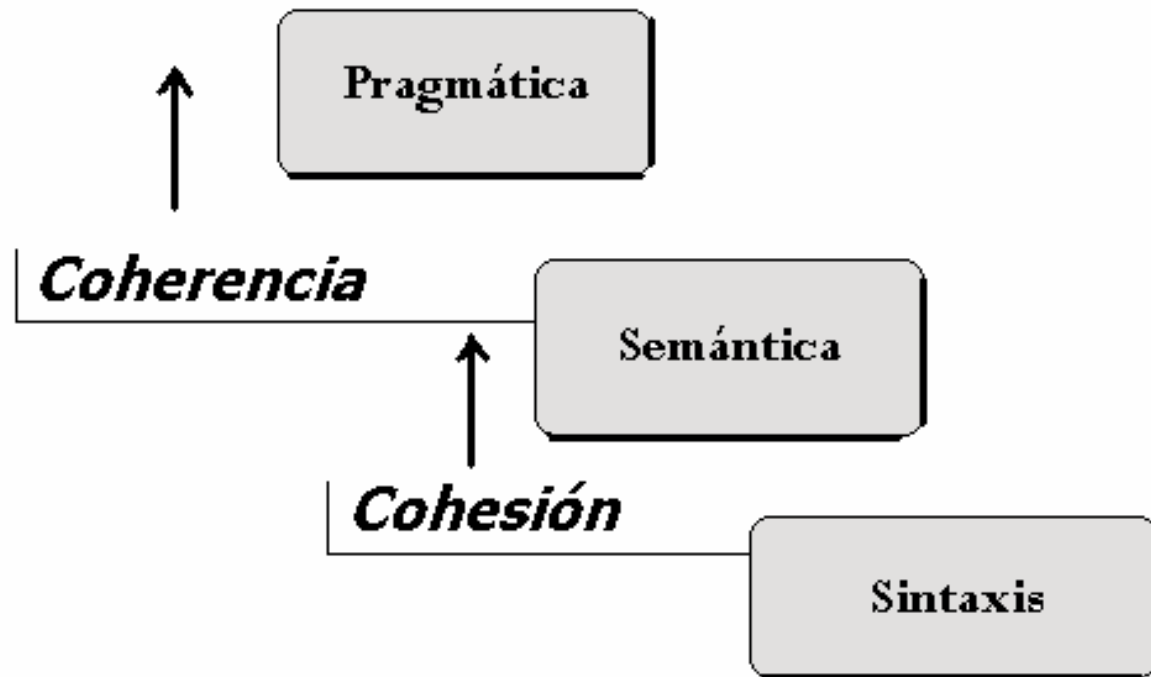 Pragmática
Coherencia
Semántica
Cohesión
Sintaxis